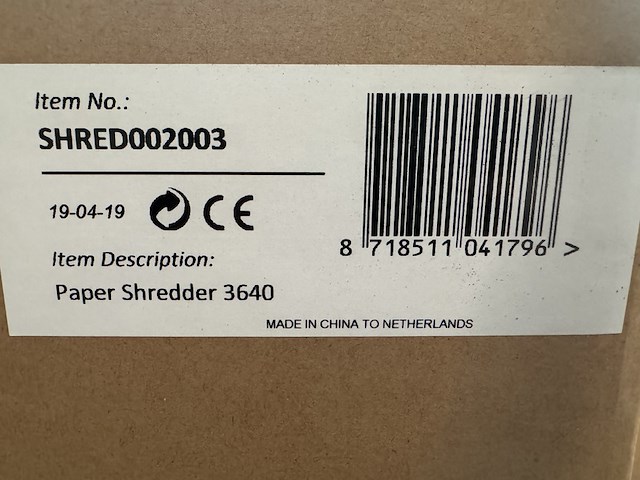 Item No.:
SHRED002003
19-04-19 CE
Item Description:
Paper Shredder 3640
8 718511 041796 >
MADE IN CHINA TO NETHERLANDS